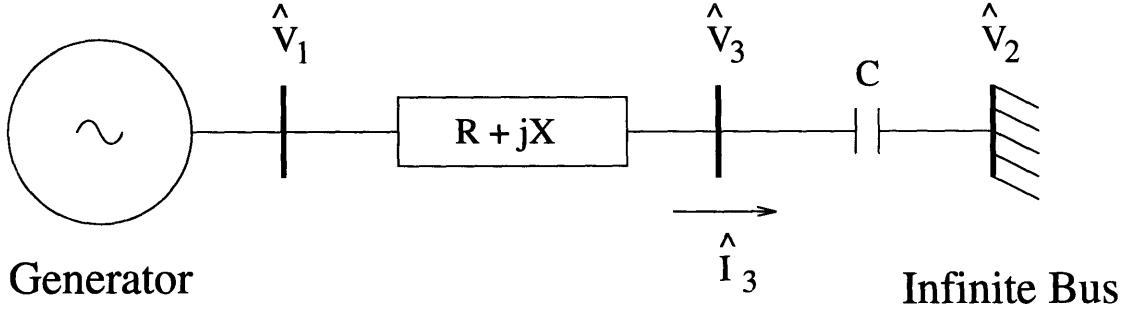 V̂₁
V̂₃
C
V̂₂
R + jX
Î₃
Generator
Infinite Bus